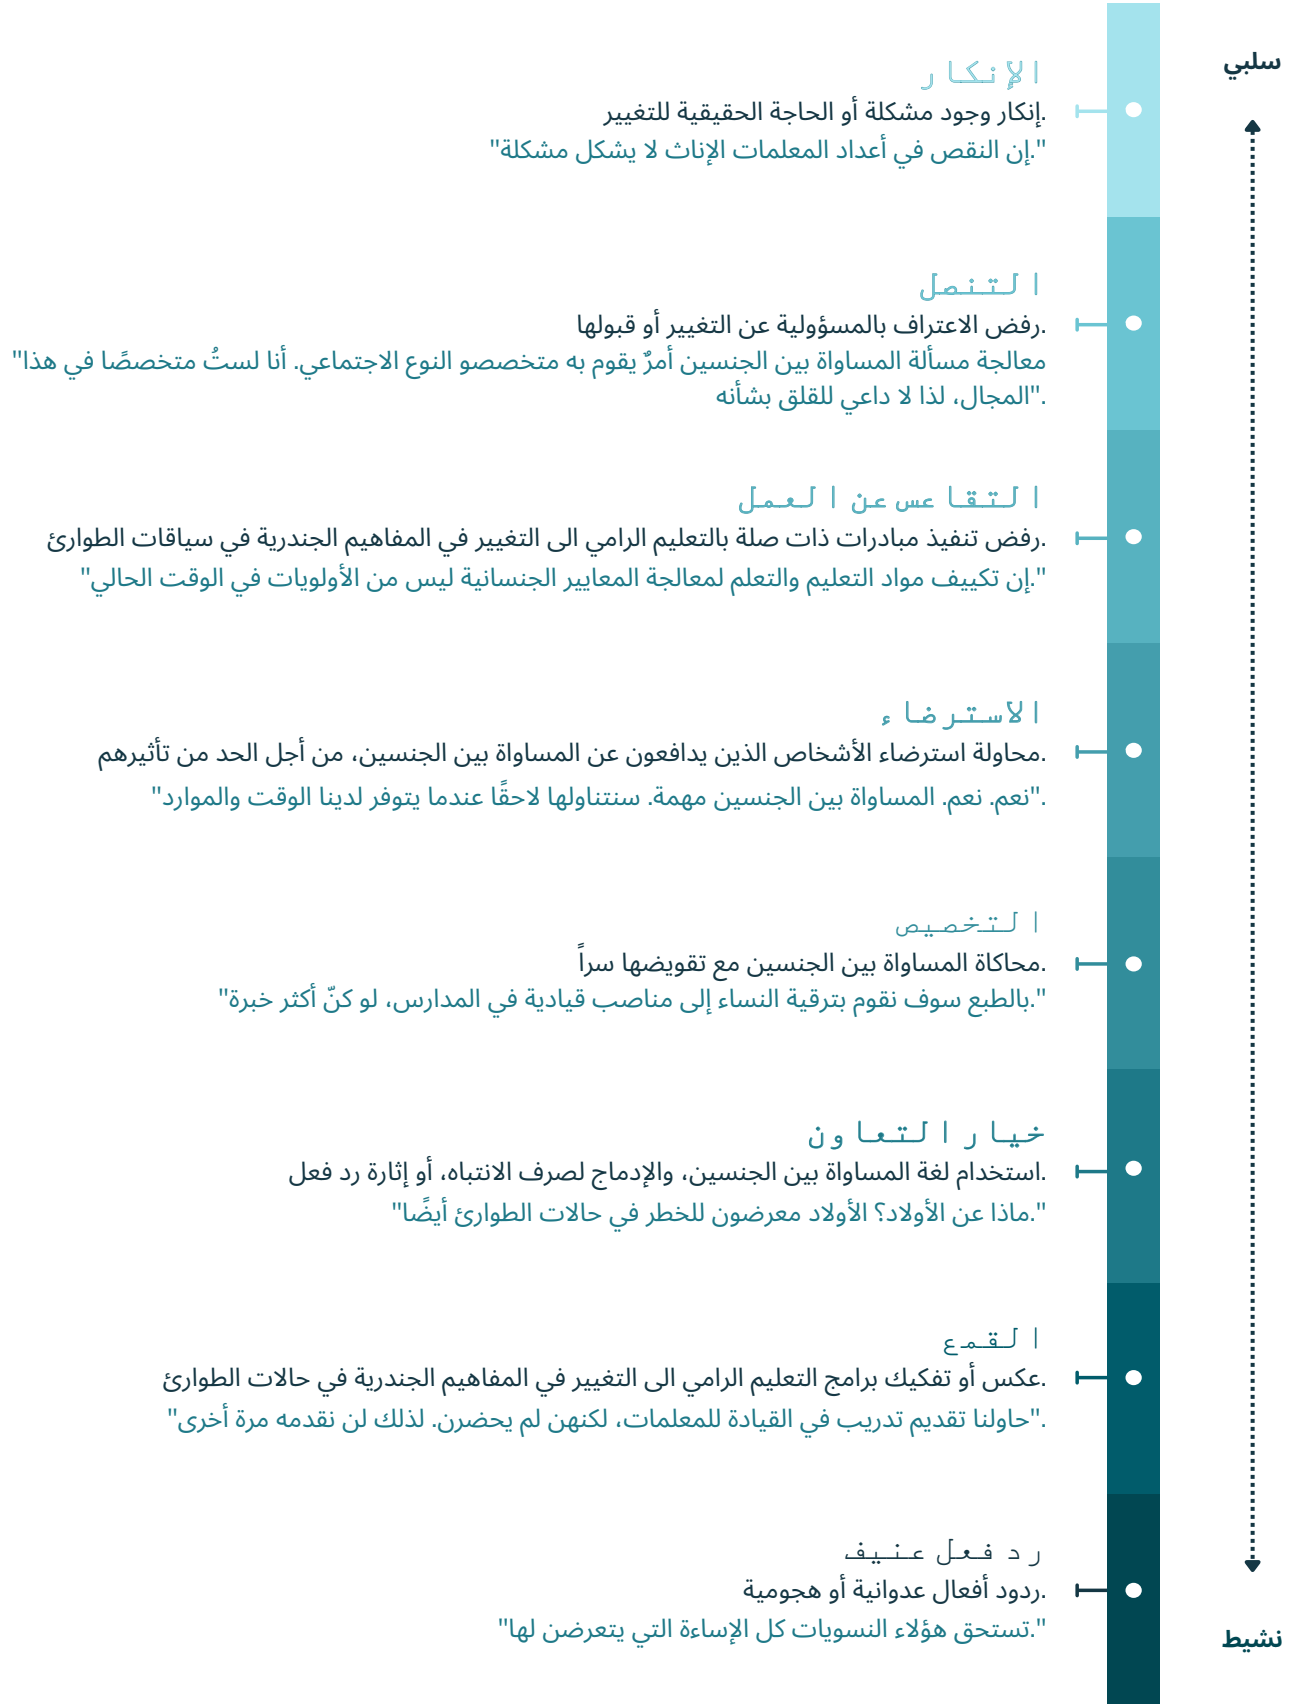 سلبي
الإنكار
إنكار وجود مشكلة أو الحاجة الحقيقية للتغيير.
"إن النقص في أعداد المعلمات الإناث لا يشكل مشكلة."
التنصل
رفض الاعتراف بالمسؤولية عن التغيير أو قبولها.
"معالجة مسألة المساواة بين الجنسين أمرٌ يقوم به متخصصو النوع الاجتماعي. أنا لستُ متخصصًا في هذا
المجال، لذا لا داعي للقلق بشأنه".
التقاعس عن العمل
رفض تنفيذ مبادرات ذات صلة بالتعليم الرامي الى التغيير في المفاهيم الجندرية في سياقات الطوارئ.
"إن تكييف مواد التعليم والتعلم لمعالجة المعايير الجنسانية ليس من الأولويات في الوقت الحالي."
الاسترضاء
محاولة استرضاء الأشخاص الذين يدافعون عن المساواة بين الجنسين، من أجل الحد من تأثيرهم.
"نعم. نعم. المساواة بين الجنسين مهمة. سنتناولها لاحقًا عندما يتوفر لدينا الوقت والموارد".
التخصيص
محاكاة المساواة بين الجنسين مع تقويضها سراً.
"بالطبع سوف نقوم بترقية النساء إلى مناصب قيادية في المدارس، لو كنّ أكثر خبرة."
خيار التعاون
استخدام لغة المساواة بين الجنسين، والإدماج لصرف الانتباه، أو إثارة رد فعل.
"ماذا عن الأولاد؟ الأولاد معرضون للخطر في حالات الطوارئ أيضًا."
القمع
عكس أو تفكيك برامج التعليم الرامي الى التغيير في المفاهيم الجندرية في حالات الطوارئ.
"حاولنا تقديم تدريب في القيادة للمعلمات، لكنهن لم يحضرن. لذلك لن نقدمه مرة أخرى".
رد فعل عنيف
ردود أفعال عدوانية أو هجومية.
"تستحق هؤلاء النسويات كل الإساءة التي يتعرضن لها."
نشيط